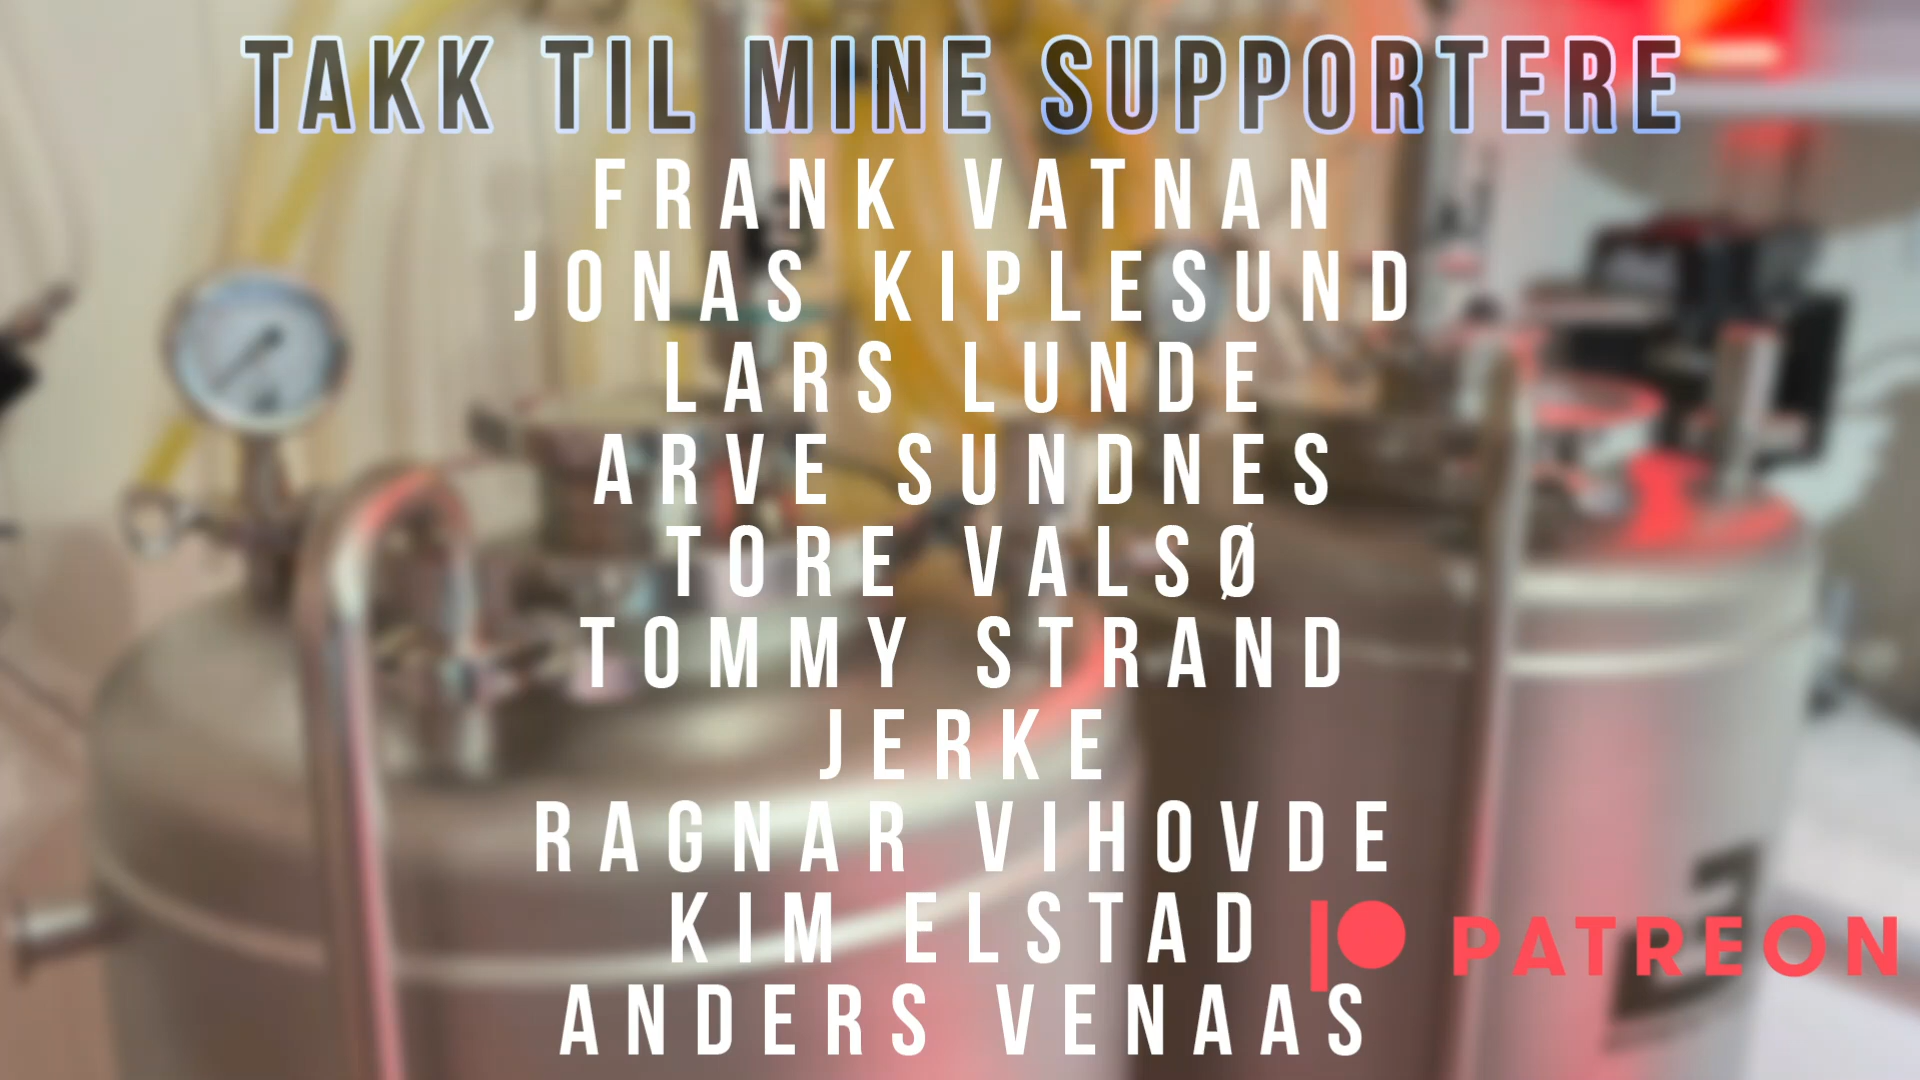 TAKK TIL MINE SUPPORTERE
FRANK VATNAN
JONAS KIPLESUND
LARS LUNDE
ARVE SUNDNES
TORE VALSØ
TOMMY STRAND
JERKE
RAGNAR VIHOVDE
KIM ELSTAD
PATREON
ANDERS VENAAS